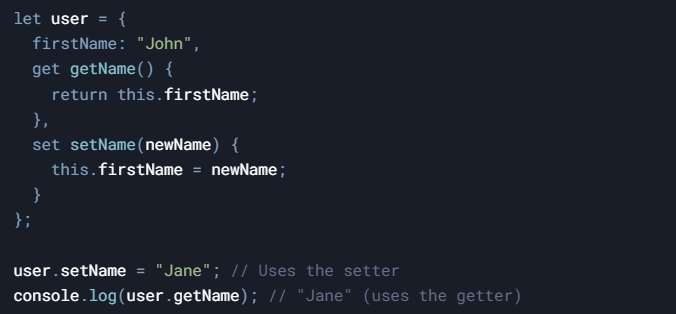 let user = {
  firstName: "John",
  get getName() {
    return this.firstName;
  },
  set setName(newName) {
    this.firstName = newName;
  }
};

user.setName = "Jane"; // Uses the setter
console.log(user.getName); // "Jane" (uses the getter)